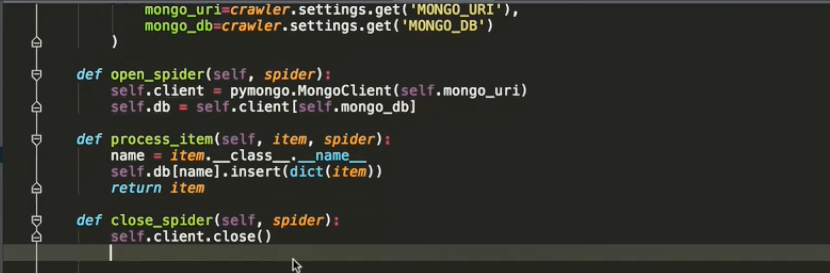 mongo_uri=crawler.settings.get('MONGO_URI'),
mongo_db=crawler.settings.get('MONGO_DB')
)
def open_spider(self, spider):
self.client = pymongo.MongoClient(self.mongo_uri)
self.db = self.client[self.mongo_db]
def process_item(self, item, spider):
name = item.__class__.__name__
self.db[name].insert(dict(item))
return item
def close_spider(self, spider):
self.client.close()